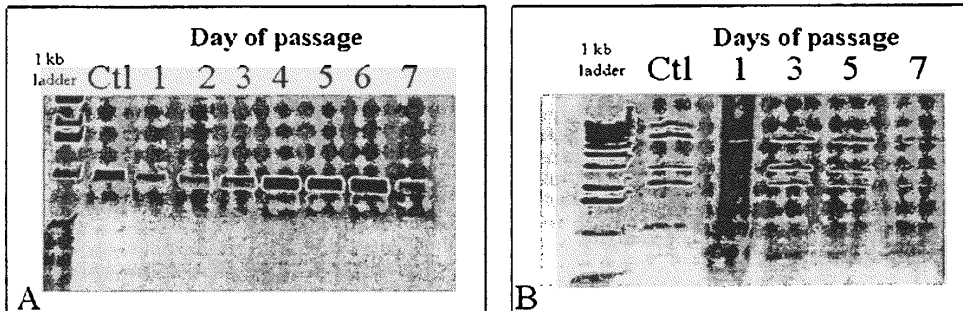 Day of passage
1 kb
ladder Ctl 1 2 3 4 5 6 7
A
Days of passage
1 kb
ladder Ctl 1 3 5 7
B